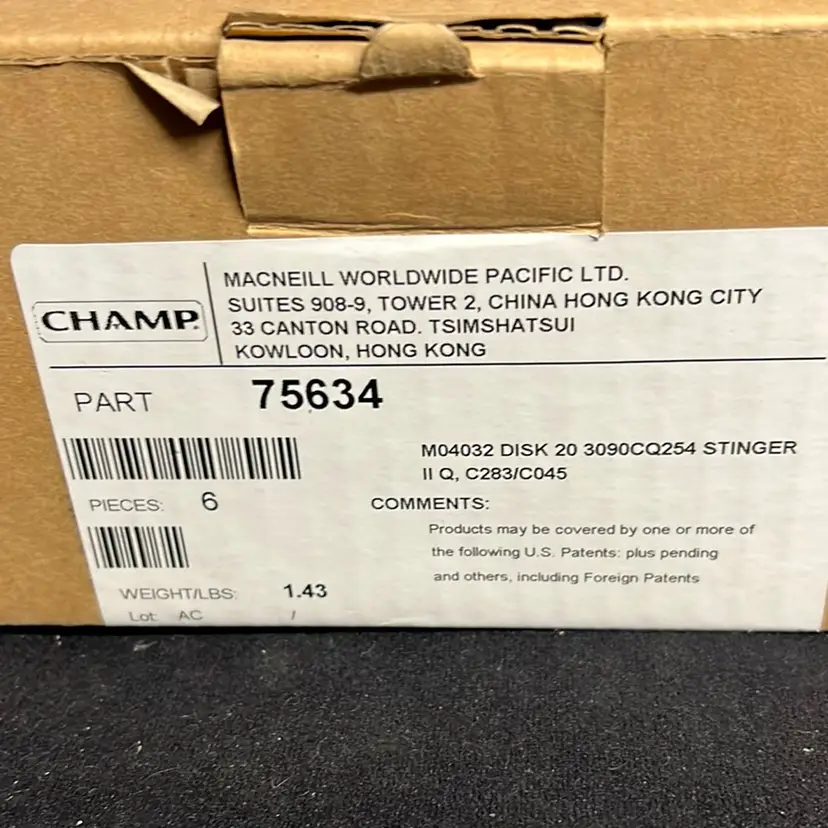 CHAMP.
MACNEILL WORLDWIDE PACIFIC LTD.
SUITES 908-9, TOWER 2, CHINA HONG KONG CITY
33 CANTON ROAD. TSIMSHATSUI
KOWLOON, HONG KONG
PART 75634
M04032 DISK 20 3090CQ254 STINGER
II Q, C283/C045
PIECES: 6
COMMENTS:
Products may be covered by one or more of
the following U.S. Patents: plus pending
and others, including Foreign Patents
WEIGHT/LBS: 1.43
Lot: AC /